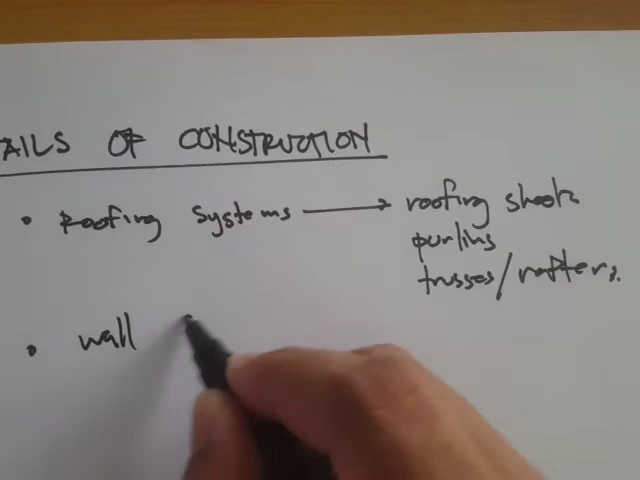 AILS OF CONSTRUCTION
• Roofing Systems → roofing sheets
purlins
trusses/rafters.
• wall